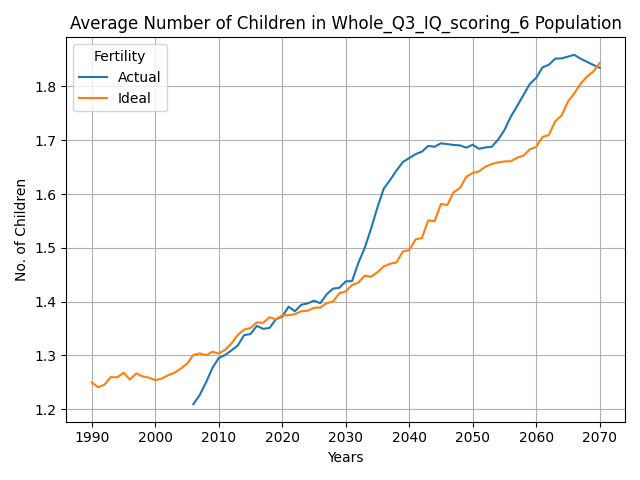 Average Number of Children in Whole_Q3_IQ_scoring_6 Population
Fertility
Actual
Ideal
No. of Children
1.8
1.7
1.6
1.5
1.4
1.3
1.2
1990 2000 2010 2020 2030 2040 2050 2060 2070
Years